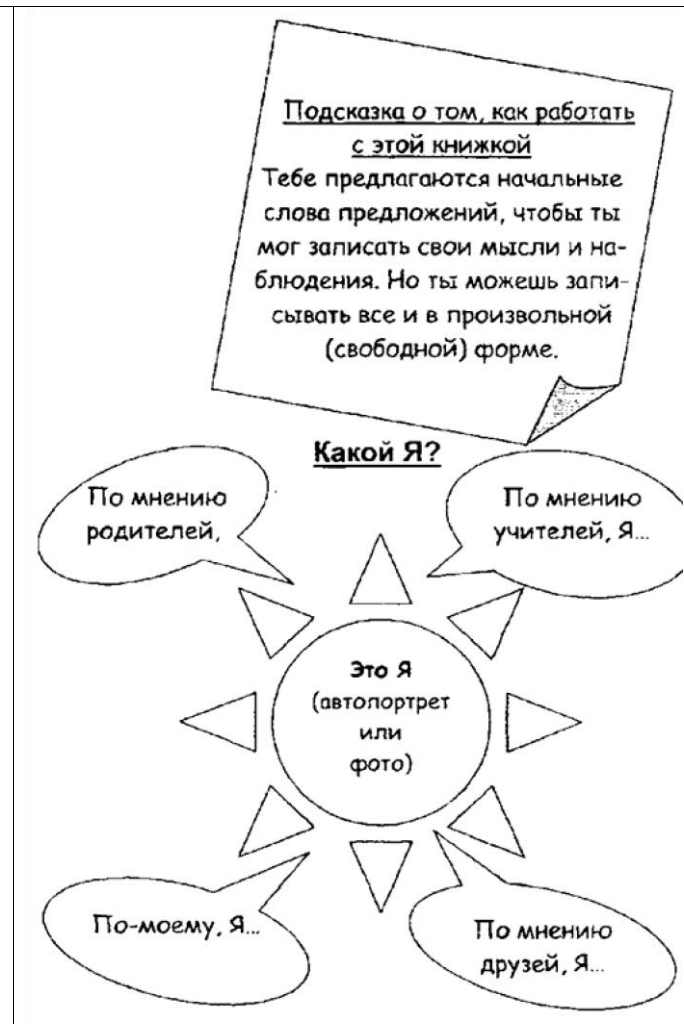 Подсказка о том, как работать
с этой книжкой
Тебе предлагаются начальные
слова предложений, чтобы ты
мог записать свои мысли и на-
блюдения. Но ты можешь запи-
сывать все и в произвольной
(свободной) форме.
Какой Я?
По мнению
родителей,
По мнению
учителей, Я...
Это Я
(автопортрет
или
фото)
По-моему, Я...
По мнению
друзей, Я...